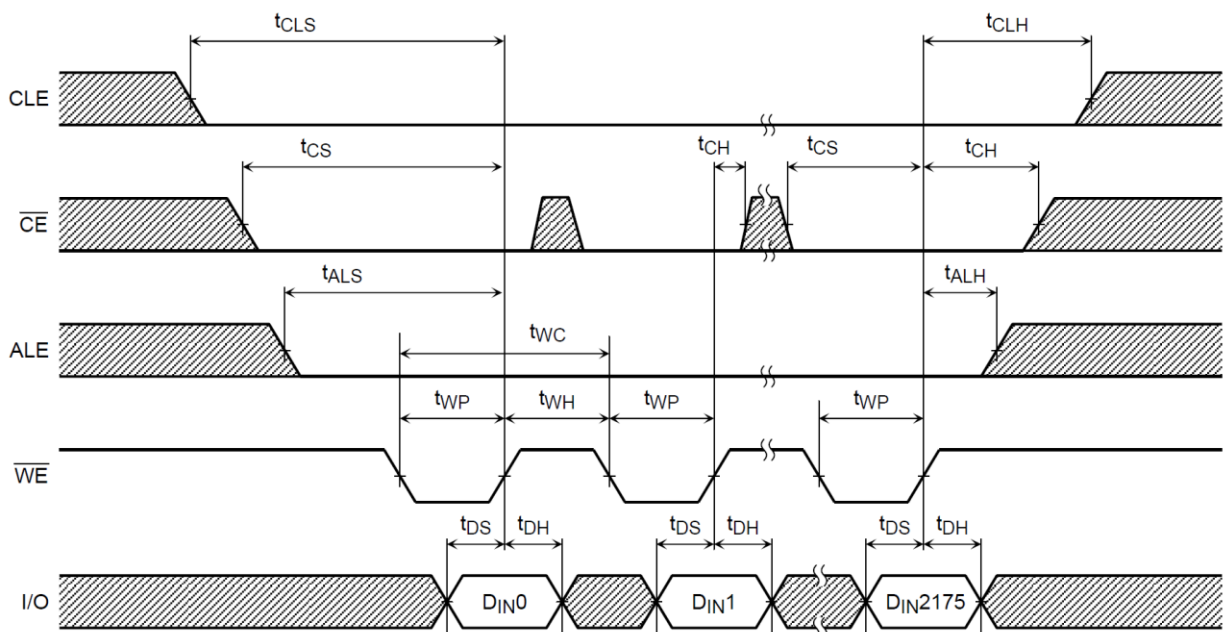 tCLS tCLH
CLE
tCS tCH tCS tCH
CE
tALS tALH
ALE
tWC
tWP tWH tWP tWP
WE
tDS tDH tDS tDH tDS tDH
I/O DIN0 DIN1 DIN2175